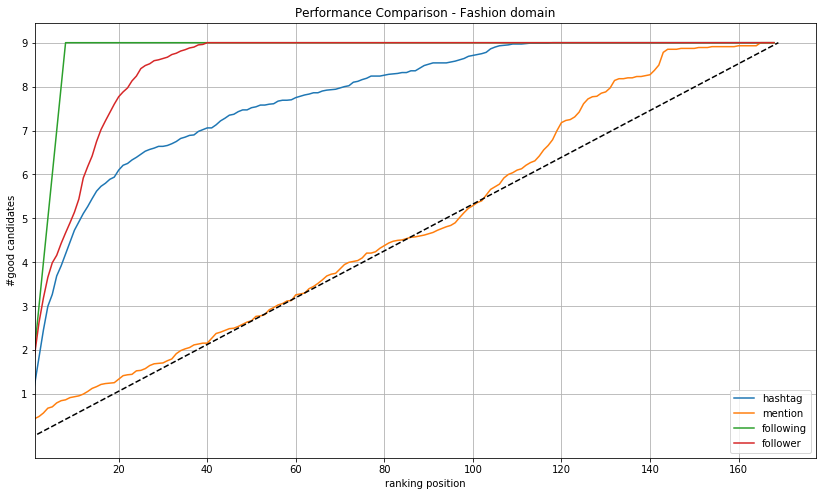 Performance Comparison - Fashion domain
#good candidates
9
8
7
6
5
4
3
2
1
20 40 60 80 100 120 140 160
ranking position
hashtag
mention
following
follower